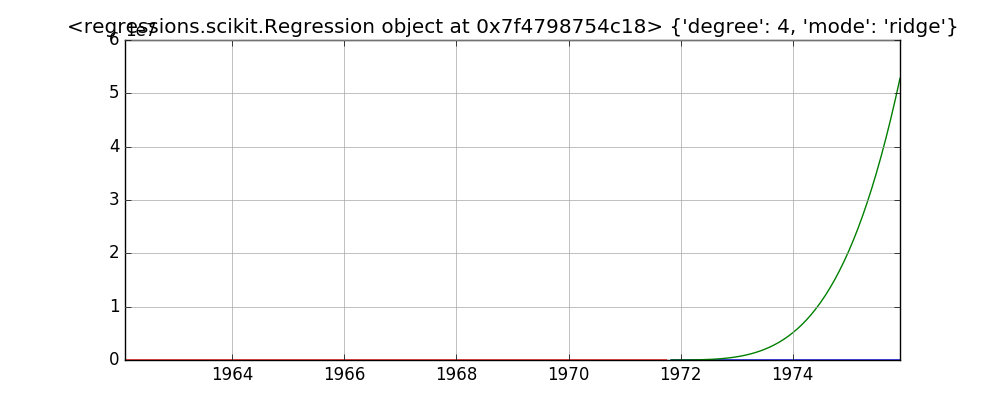 <regressions.scikit.Regression object at 0x7f4798754c18> {'degree': 4, 'mode': 'ridge'}
1e7
6
5
4
3
2
1
0
1964 1966 1968 1970 1972 1974